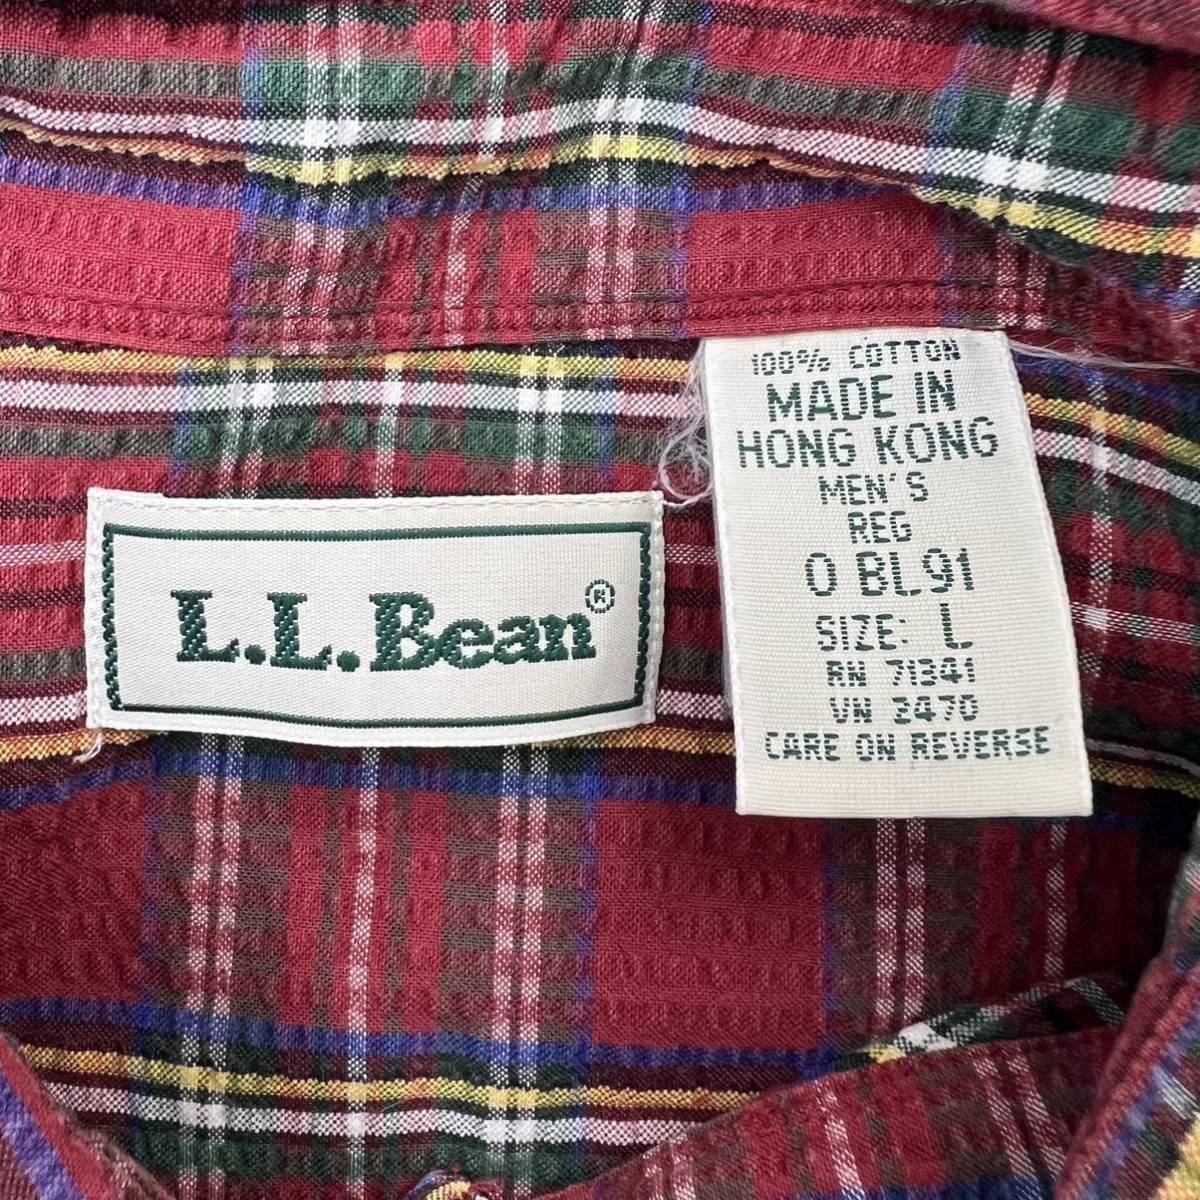 L.L.Bean®
100% COTTON
MADE IN
HONG KONG
MEN'S
REG
0 BL91
SIZE: L
RN 71341
VN 2470
CARE ON REVERSE